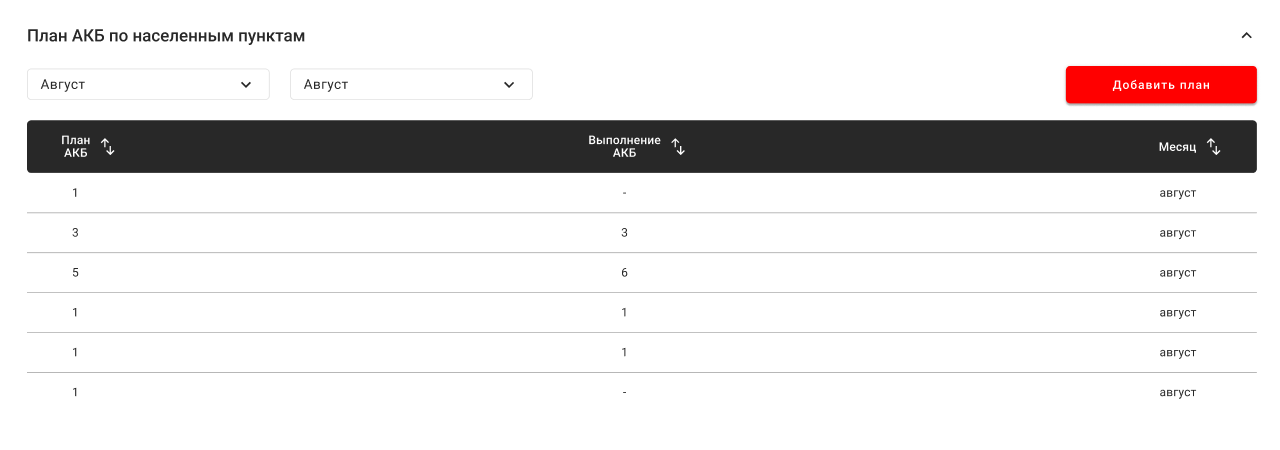 План АКБ по населенным пунктам
Август Август Добавить план
План АКБ Выполнение АКБ Месяц
1 - август
3 3 август
5 6 август
1 1 август
1 1 август
1 - август